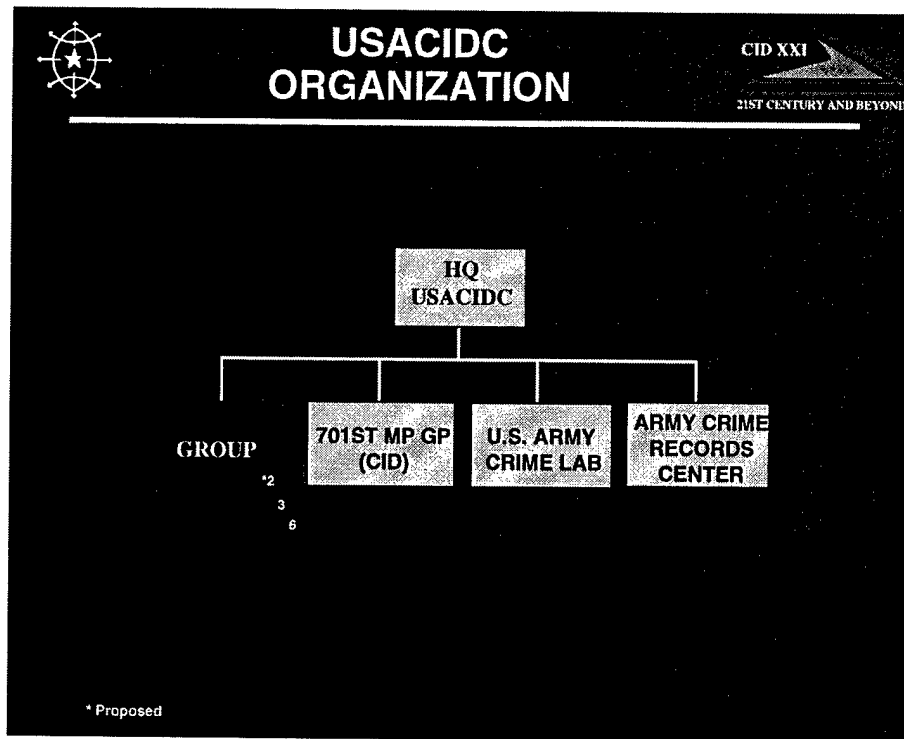 USACIDC
ORGANIZATION
CID XXI
21ST CENTURY AND BEYOND
HQ
USACIDC
GROUP
*2
3
6
701ST MP GP
(CID)
U.S. ARMY
CRIME LAB
ARMY CRIME
RECORDS
CENTER
* Proposed